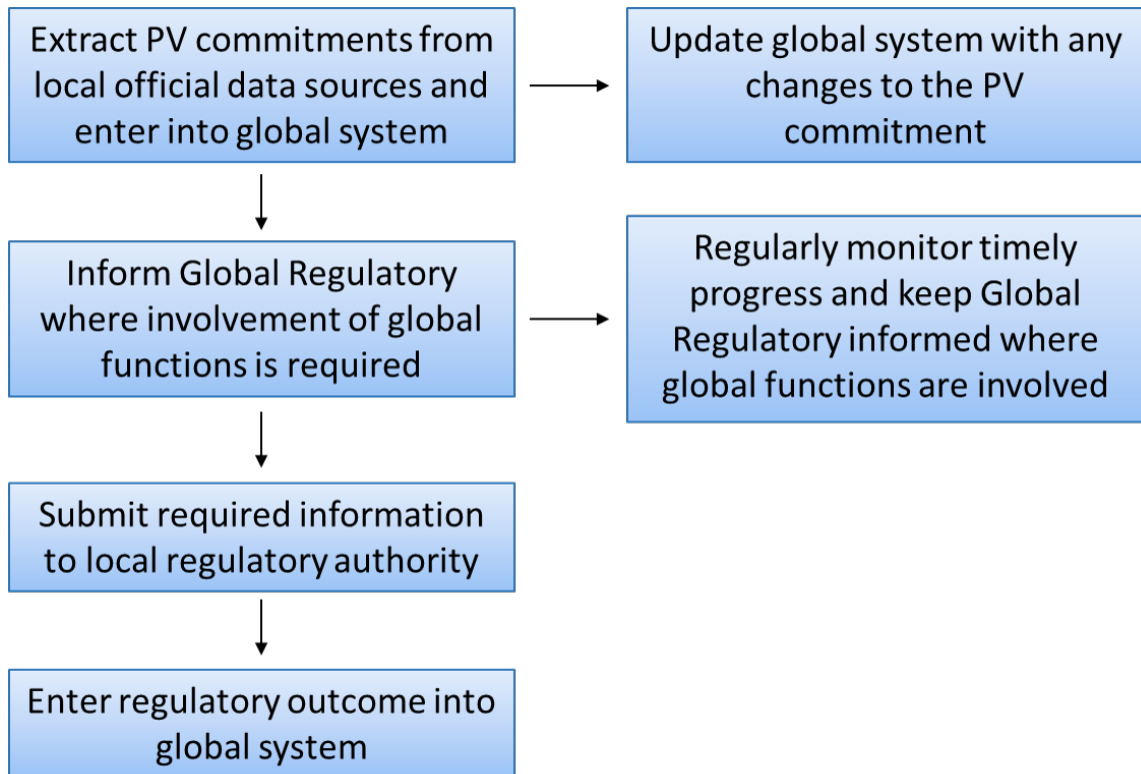 Extract PV commitments from
local official data sources and
enter into global system
Update global system with any
changes to the PV
commitment
Inform Global Regulatory
where involvement of global
functions is required
Regularly monitor timely
progress and keep Global
Regulatory informed where
global functions are involved
Submit required information
to local regulatory authority
Enter regulatory outcome into
global system